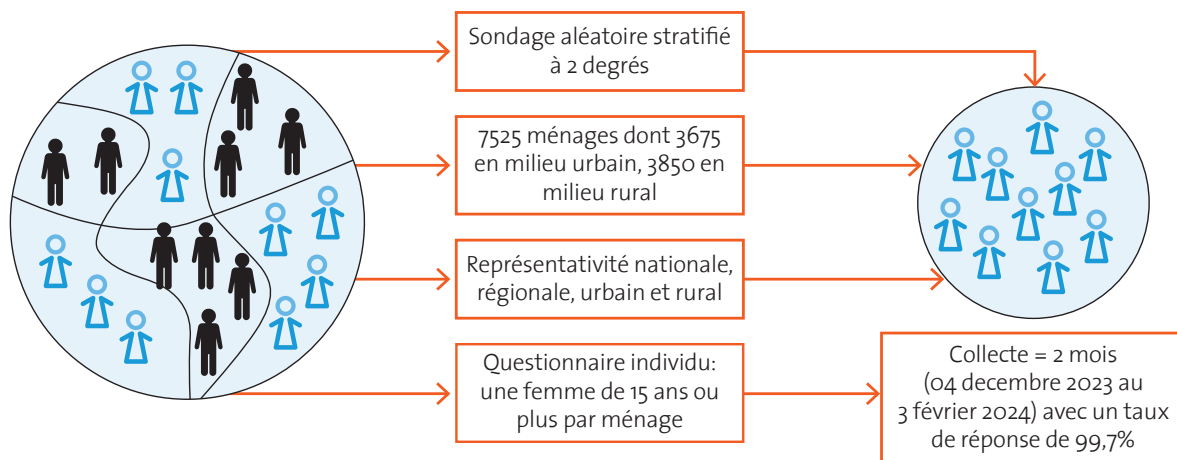 Sondage aléatoire stratifié
à 2 degrés
7525 ménages dont 3675
en milieu urbain, 3850 en
milieu rural
Représentativité nationale,
régionale, urbain et rural
Questionnaire individu:
une femme de 15 ans ou
plus par ménage
Collecte = 2 mois
(04 decembre 2023 au
3 février 2024) avec un taux
de réponse de 99,7%